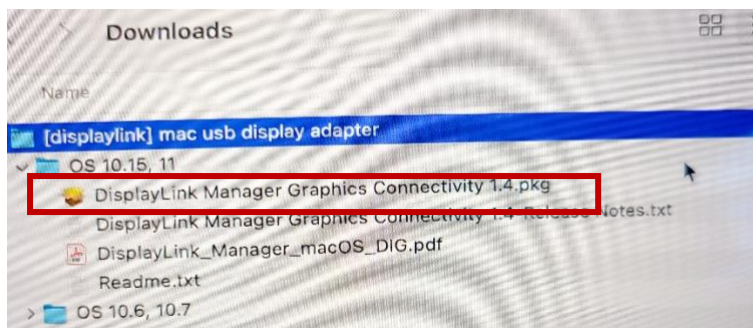 Downloads
Name
[displaylink] mac usb display adapter
OS 10.15, 11
DisplayLink Manager Graphics Connectivity 1.4.pkg
DisplayLink Manager Graphics Connectivity 1.4-Release Notes.txt
DisplayLink_Manager_macOS_DIG.pdf
Readme.txt
OS 10.6, 10.7